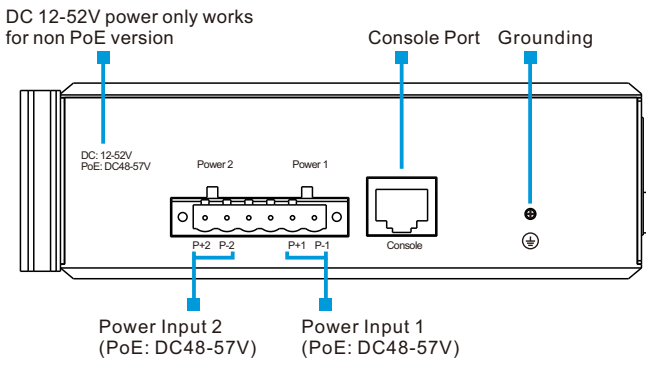 DC 12-52V power only works
for non PoE version
Console Port
Grounding
DC: 12-52V
PoE: DC48-57V
Power 2
Power 1
P+2 P-2
P+1 P-1
Console
Power Input 2
(PoE: DC48-57V)
Power Input 1
(PoE: DC48-57V)